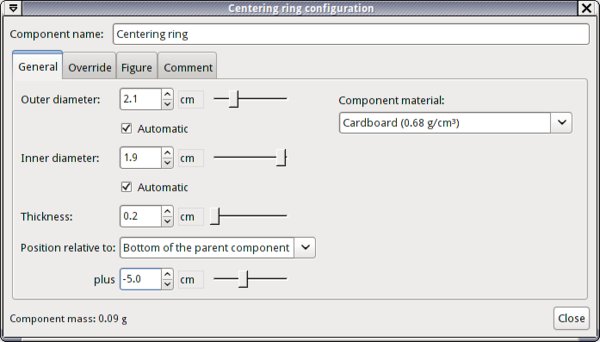 Centering ring configuration
Component name: Centering ring
General Override Figure Comment
Outer diameter: 2.1 cm Component material:
Automatic Cardboard (0.68 g/cm³)
Inner diameter: 1.9 cm
Automatic
Thickness: 0.2 cm
Position relative to: Bottom of the parent component
plus -5.0 cm
Component mass: 0.09 g Close